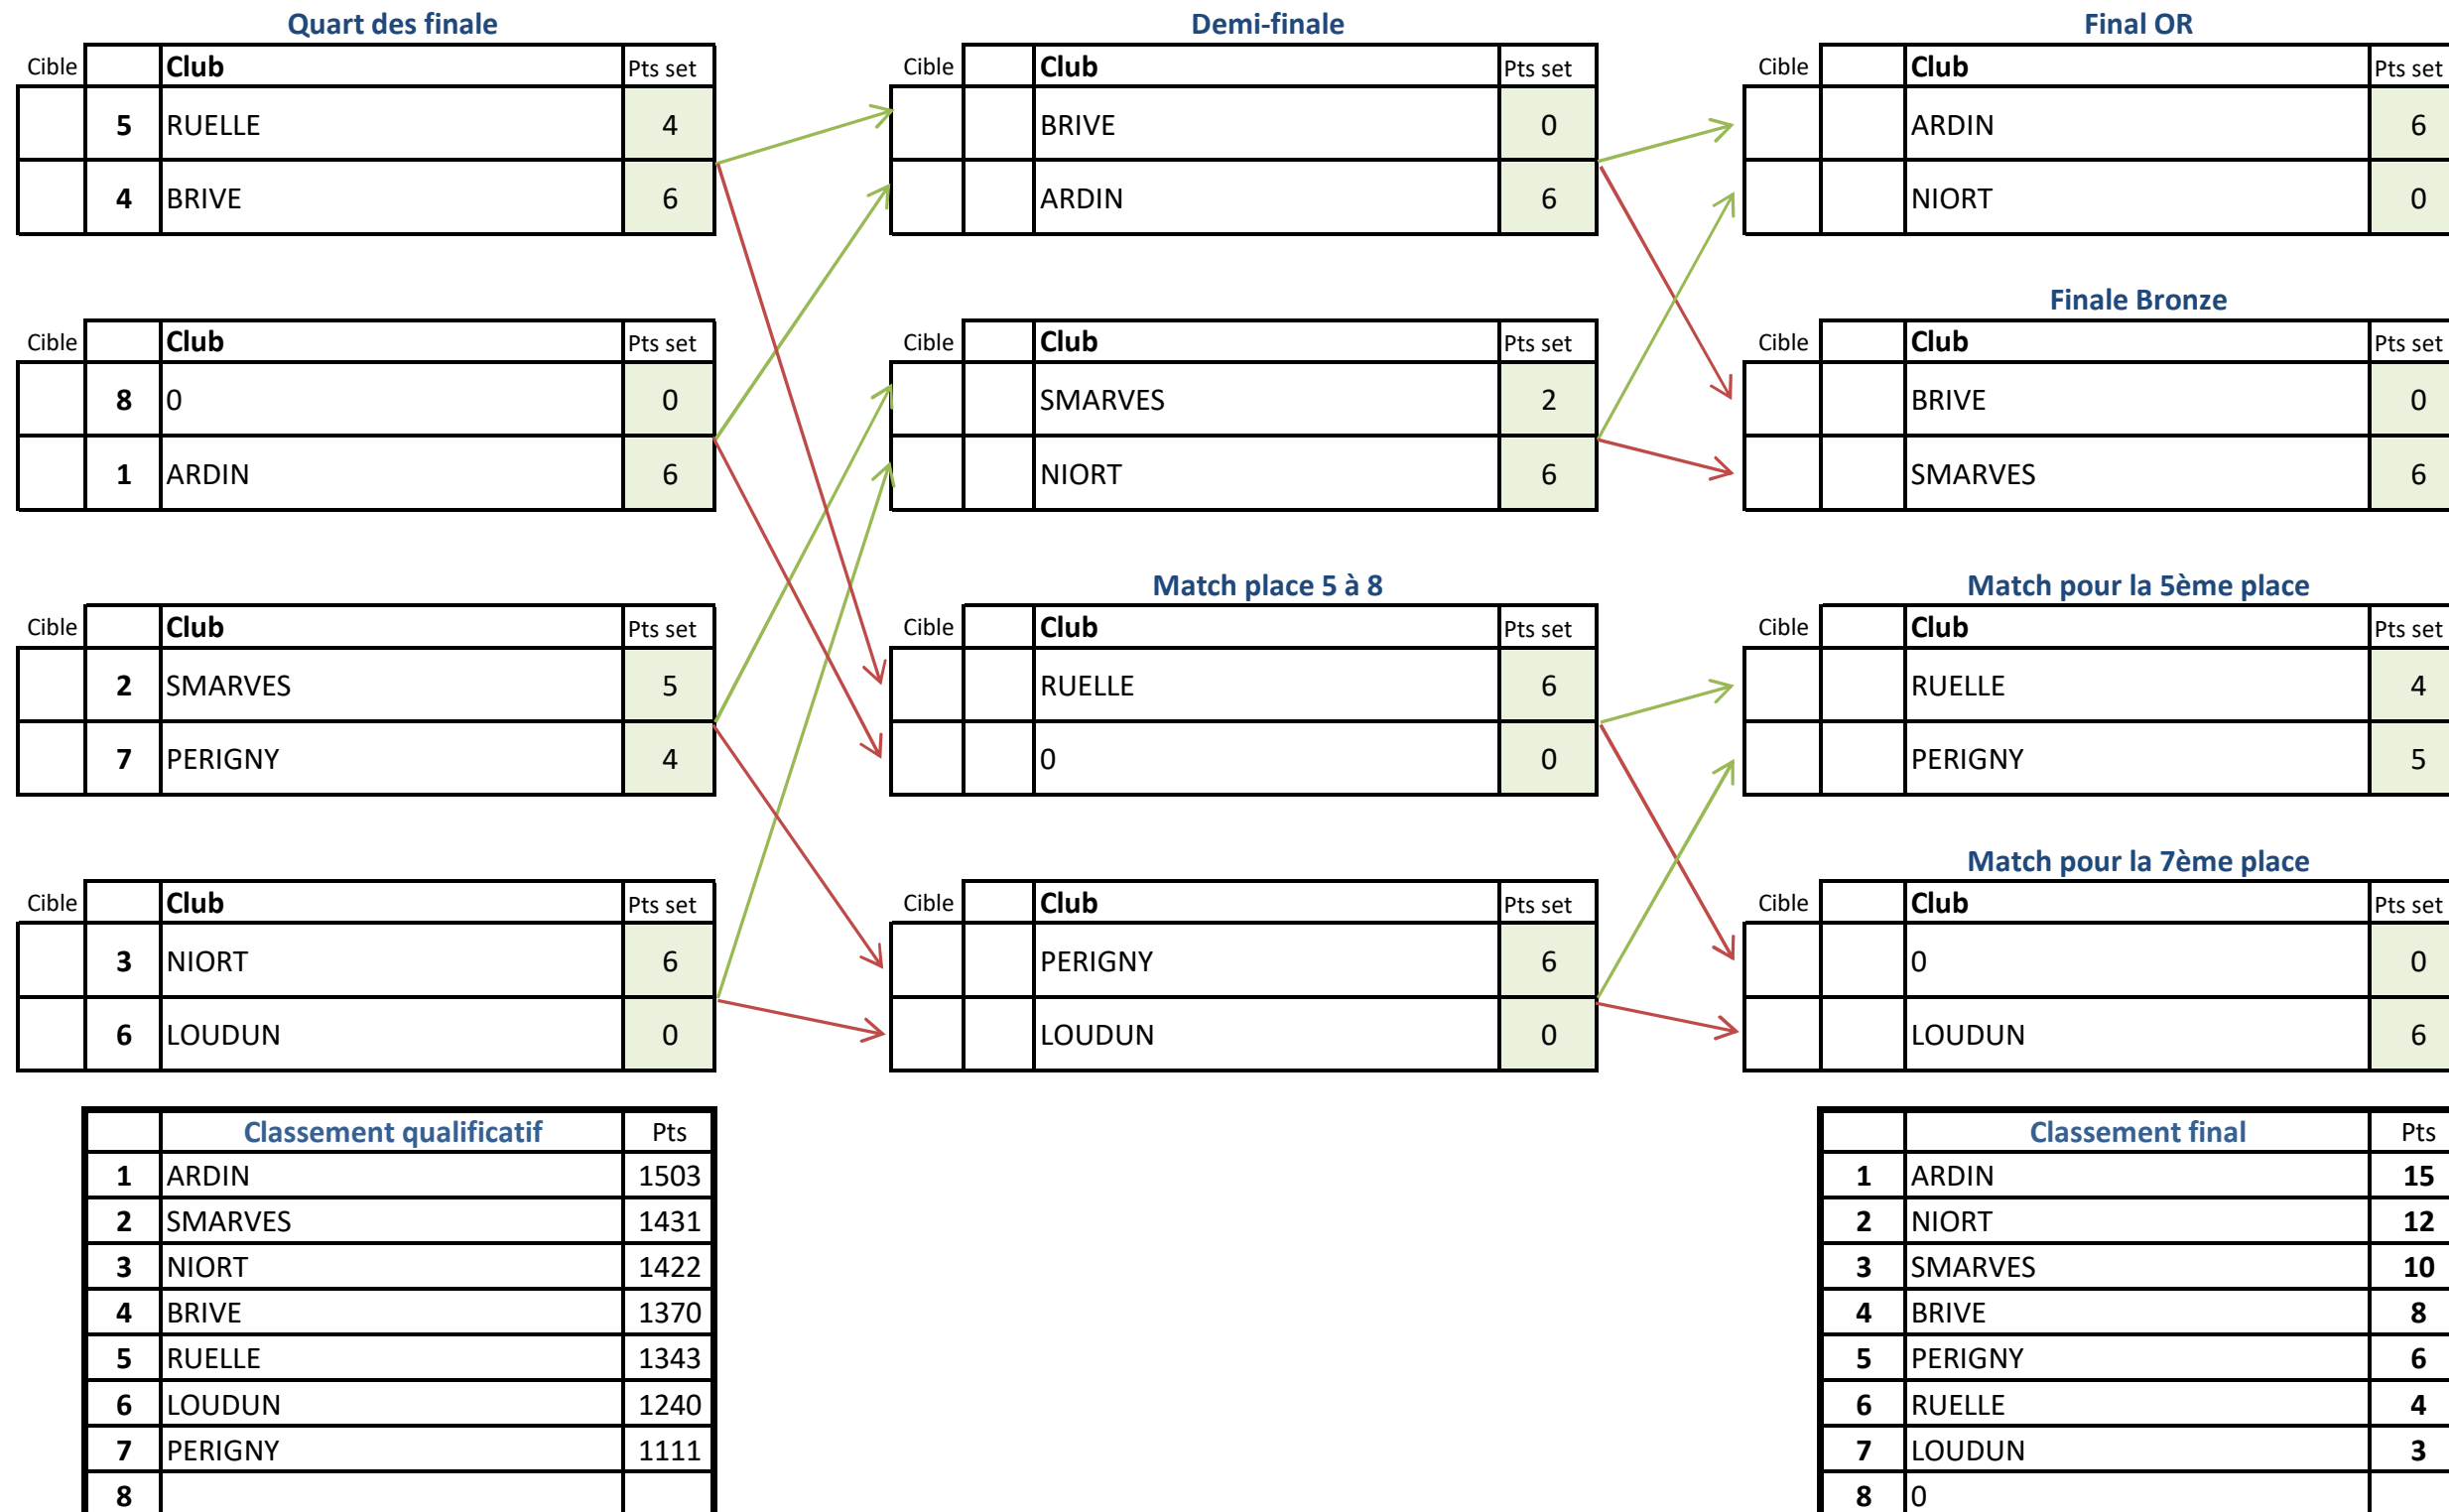 Quart des finale Demi-finale Final OR
Cible Club Pts set Cible Club Pts set Cible Club Pts set
5 RUELLE 4 BRIVE 0 ARDIN 6
4 BRIVE 6 ARDIN 6 NIORT 0
Finale Bronze
Cible Club Pts set Cible Club Pts set Cible Club Pts set
8 0 0 SMARVES 2 BRIVE 0
1 ARDIN 6 NIORT 6 SMARVES 6
Match place 5 à 8 Match pour la 5ème place
Cible Club Pts set Cible Club Pts set Cible Club Pts set
2 SMARVES 5 RUELLE 6 RUELLE 4
7 PERIGNY 4 0 0 PERIGNY 5
Match pour la 7ème place
Cible Club Pts set Cible Club Pts set Cible Club Pts set
3 NIORT 6 PERIGNY 6 0 0
6 LOUDUN 0 LOUDUN 0 LOUDUN 6
Classement qualificatif Pts Classement final Pts
1 ARDIN 1503 1 ARDIN 15
2 SMARVES 1431 2 NIORT 12
3 NIORT 1422 3 SMARVES 10
4 BRIVE 1370 4 BRIVE 8
5 RUELLE 1343 5 PERIGNY 6
6 LOUDUN 1240 6 RUELLE 4
7 PERIGNY 1111 7 LOUDUN 3
8 8 0